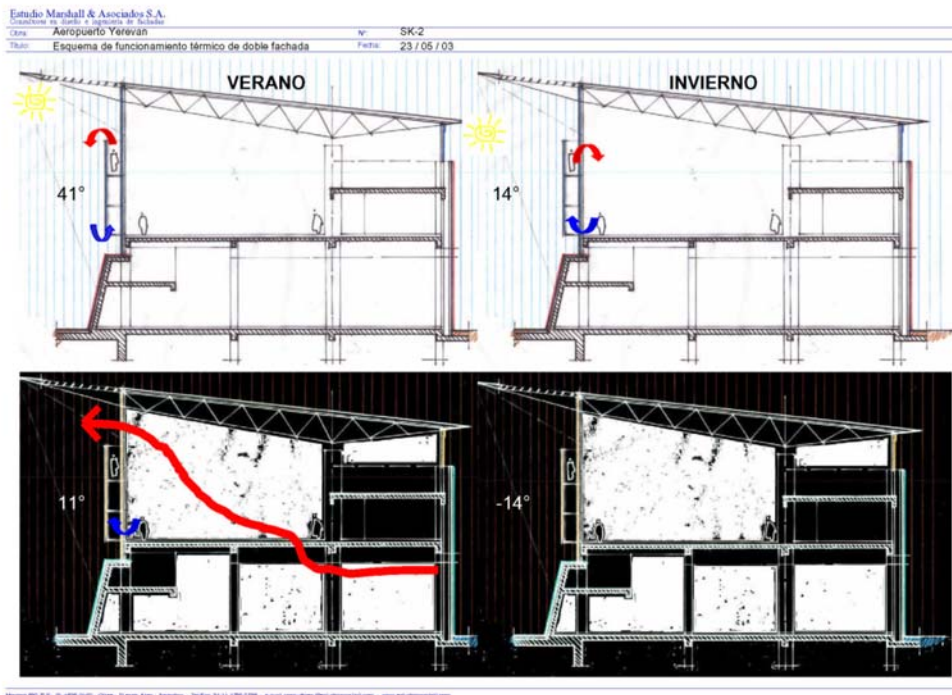 Estudio Marshall & Asociados S.A.
Consultores en diseño e ingeniería de fachadas
Obra: Aeropuerto Yerevan Nº: SK-2
Título: Esquema de funcionamiento térmico de doble fachada Fecha: 23 / 05 / 03
VERANO INVIERNO
41° 14°
11° -14°